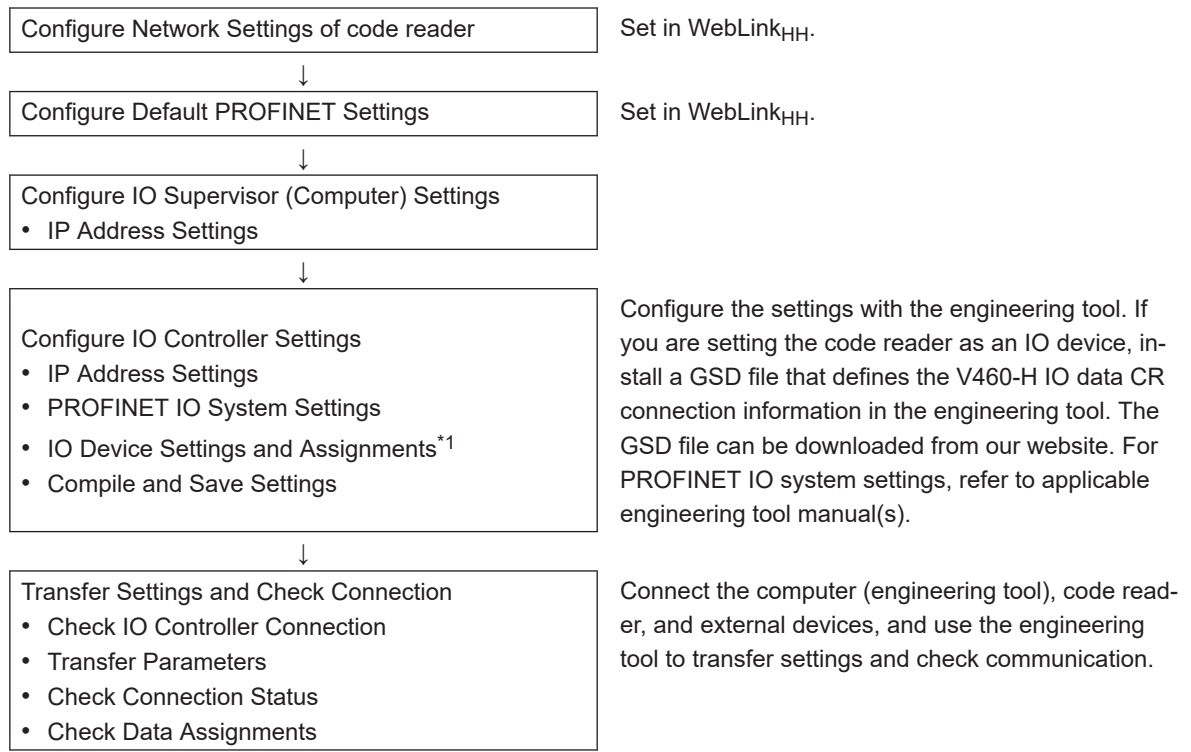 Configure Network Settings of code reader
Set in WebLinkHH.
↓
Configure Default PROFINET Settings
Set in WebLinkHH.
↓
Configure IO Supervisor (Computer) Settings
• IP Address Settings
↓
Configure IO Controller Settings
• IP Address Settings
• PROFINET IO System Settings
• IO Device Settings and Assignments*1
• Compile and Save Settings
Configure the settings with the engineering tool. If
you are setting the code reader as an IO device, in-
stall a GSD file that defines the V460-H IO data CR
connection information in the engineering tool. The
GSD file can be downloaded from our website. For
PROFINET IO system settings, refer to applicable
engineering tool manual(s).
↓
Transfer Settings and Check Connection
• Check IO Controller Connection
• Transfer Parameters
• Check Connection Status
• Check Data Assignments
Connect the computer (engineering tool), code read-
er, and external devices, and use the engineering
tool to transfer settings and check communication.